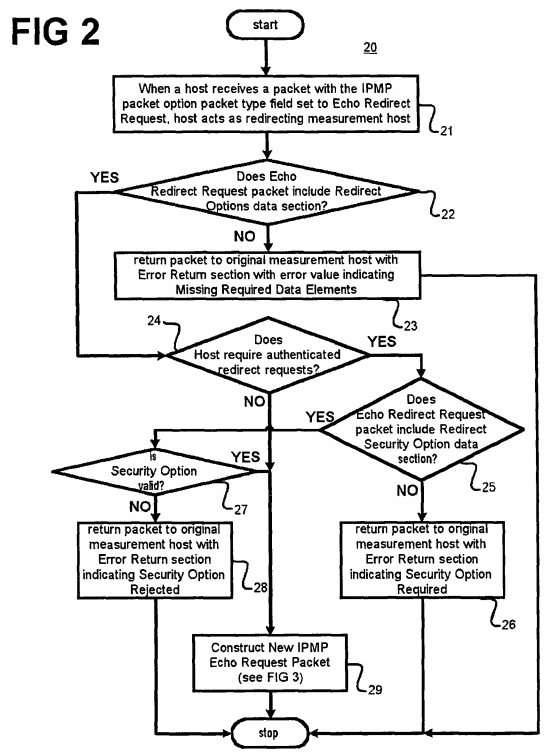 FIG 2
start
20
When a host receives a packet with the IPMP
packet option packet type field set to Echo Redirect
Request, host acts as redirecting measurement host
21
YES
Does Echo
Redirect Request packet include Redirect
Options data section?
22
NO
return packet to original measurement host with
Error Return section with error value indicating
Missing Required Data Elements
23
24
Does
Host require authenticated
redirect requests?
YES
NO
Does
Echo Redirect Request
packet include Redirect
Security Option data
section?
25
YES
NO
Is
Security Option
valid?
YES
27
NO
return packet to original
measurement host with
Error Return section
indicating Security Option
Rejected
28
return packet to original
measurement host with
Error Return section
indicating Security Option
Required
26
Construct New IPMP
Echo Request Packet
(see FIG 3)
29
stop